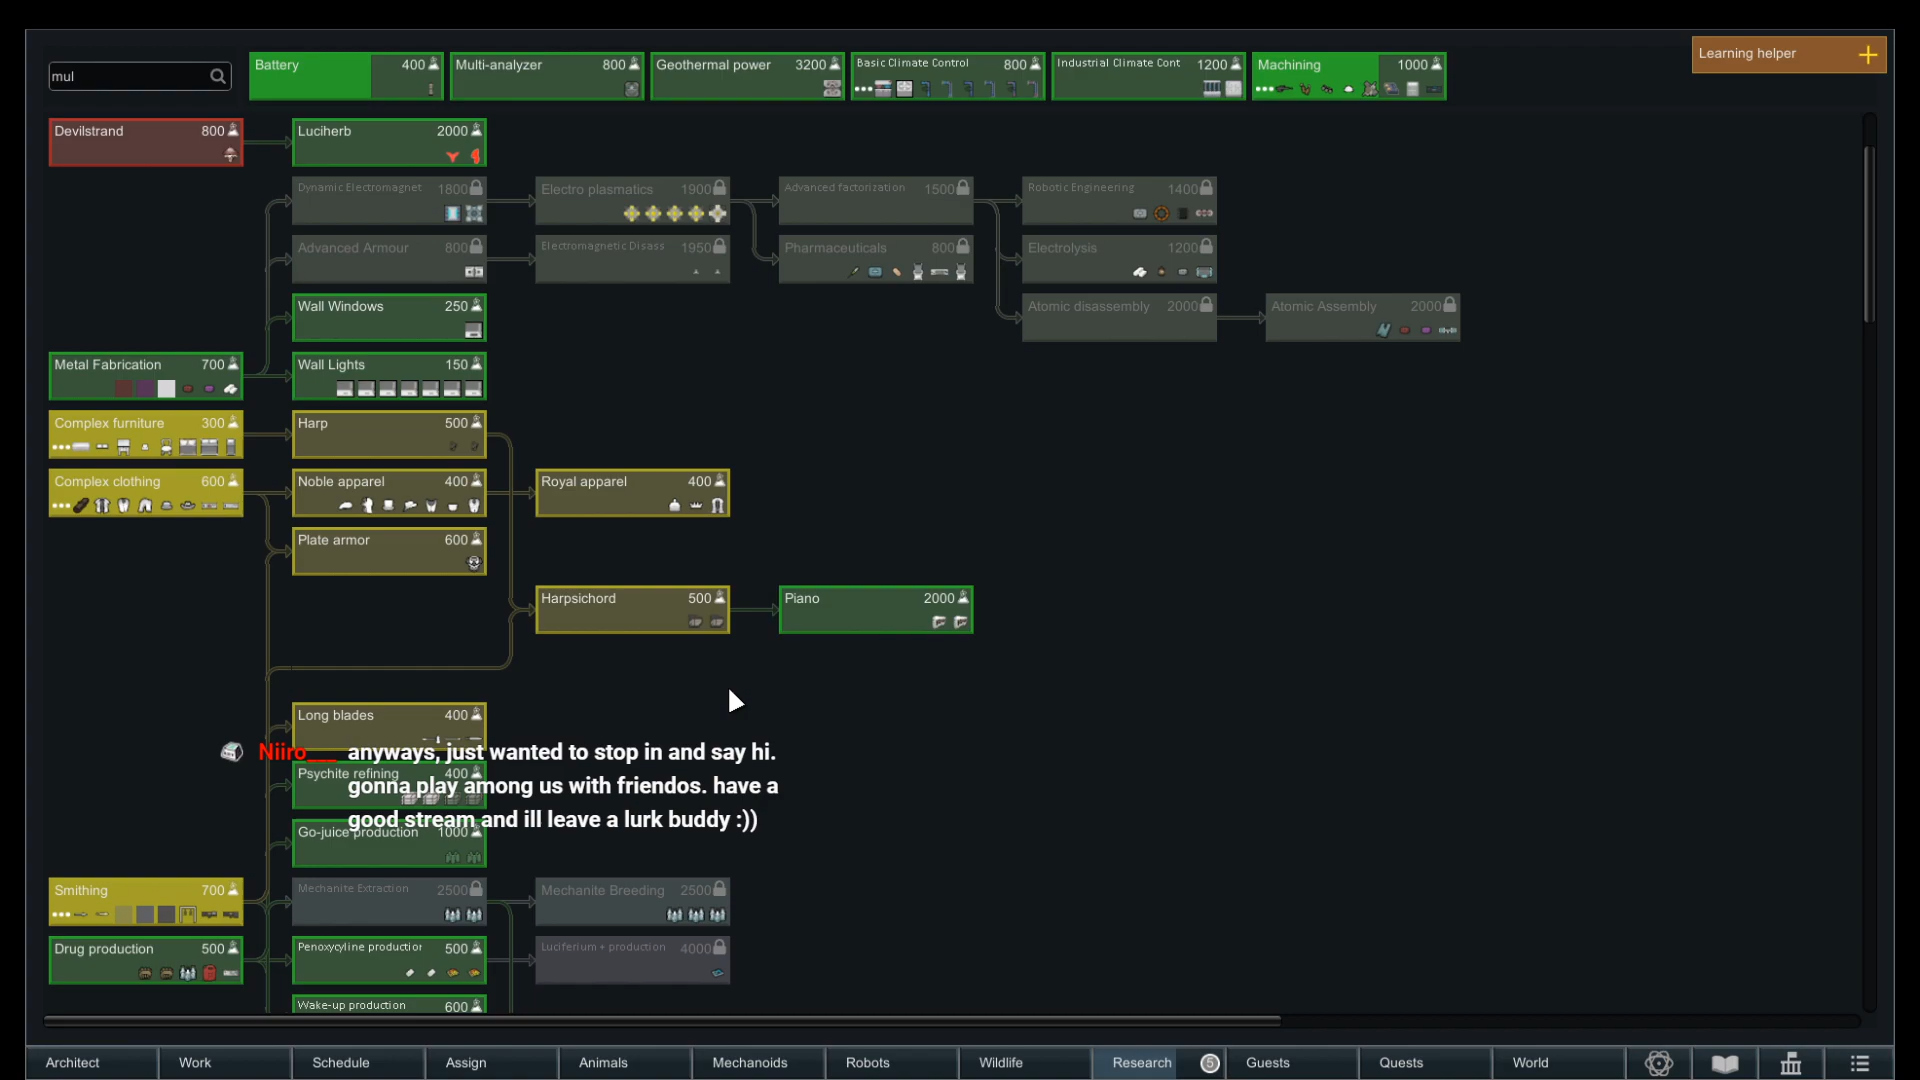 mul
Battery 400
Multi-analyzer 800
Geothermal power 3200
Basic Climate Control 800
Industrial Climate Cont 1200
Machining 1000
Learning helper
Devilstrand 800
Luciherb 2000
Dynamic Electromagnet 1800
Electro plasmatics 1900
Advanced factorization 1500
Robotic Engineering 1400
Advanced Armour 800
Electromagnetic Disass 1950
Pharmaceuticals 800
Electrolysis 1200
Wall Windows 250
Atomic disassembly 2000
Atomic Assembly 2000
Metal Fabrication 700
Wall Lights 150
Complex furniture 300
Harp 500
Complex clothing 600
Noble apparel 400
Royal apparel 400
Plate armor 600
Harpsichord 500
Piano 2000
Long blades 400
Niiro___ anyways, just wanted to stop in and say hi.
gonna play among us with friendos. have a
good stream and ill leave a lurk buddy :))
Psychite refining 400
Go-juice production 1000
Smithing 700
Mechanite Extraction 2500
Mechanite Breeding 2500
Drug production 500
Penoxycyline production 500
Luciferium + production 4000
Wake-up production 600
Architect Work Schedule Assign Animals Mechanoids Robots Wildlife Research 5 Guests Quests World